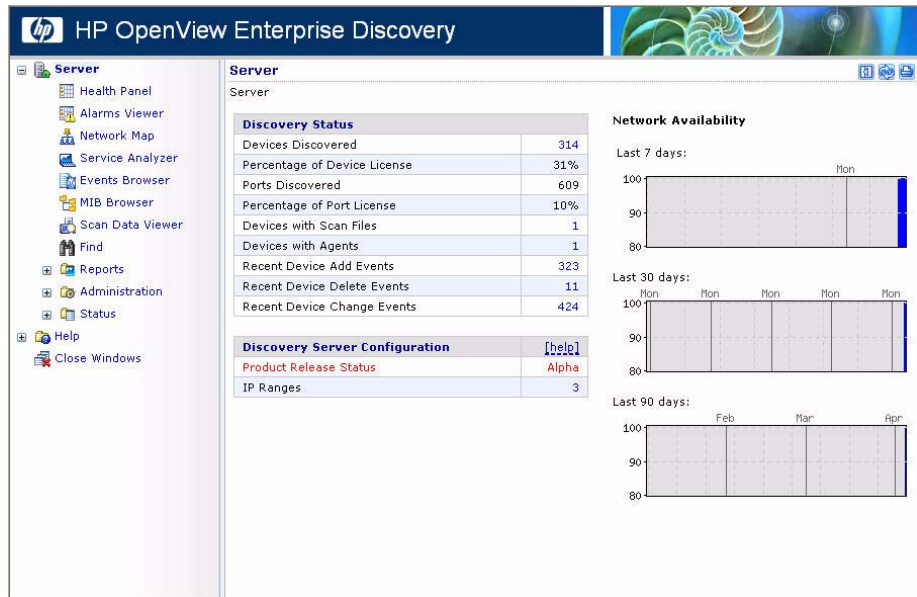 hp HP OpenView Enterprise Discovery
Server
Health Panel
Alarms Viewer
Network Map
Service Analyzer
Events Browser
MIB Browser
Scan Data Viewer
Find
Reports
Administration
Status
Help
Close Windows
Server
Server
Discovery Status
Devices Discovered 314
Percentage of Device License 31%
Ports Discovered 609
Percentage of Port License 10%
Devices with Scan Files 1
Devices with Agents 1
Recent Device Add Events 323
Recent Device Delete Events 11
Recent Device Change Events 424
Discovery Server Configuration [help]
Product Release Status Alpha
IP Ranges 3
Network Availability
Last 7 days:
Mon
100
90
80
Last 30 days:
Mon Mon Mon Mon Mon
100
90
80
Last 90 days:
Feb Mar Apr
100
90
80